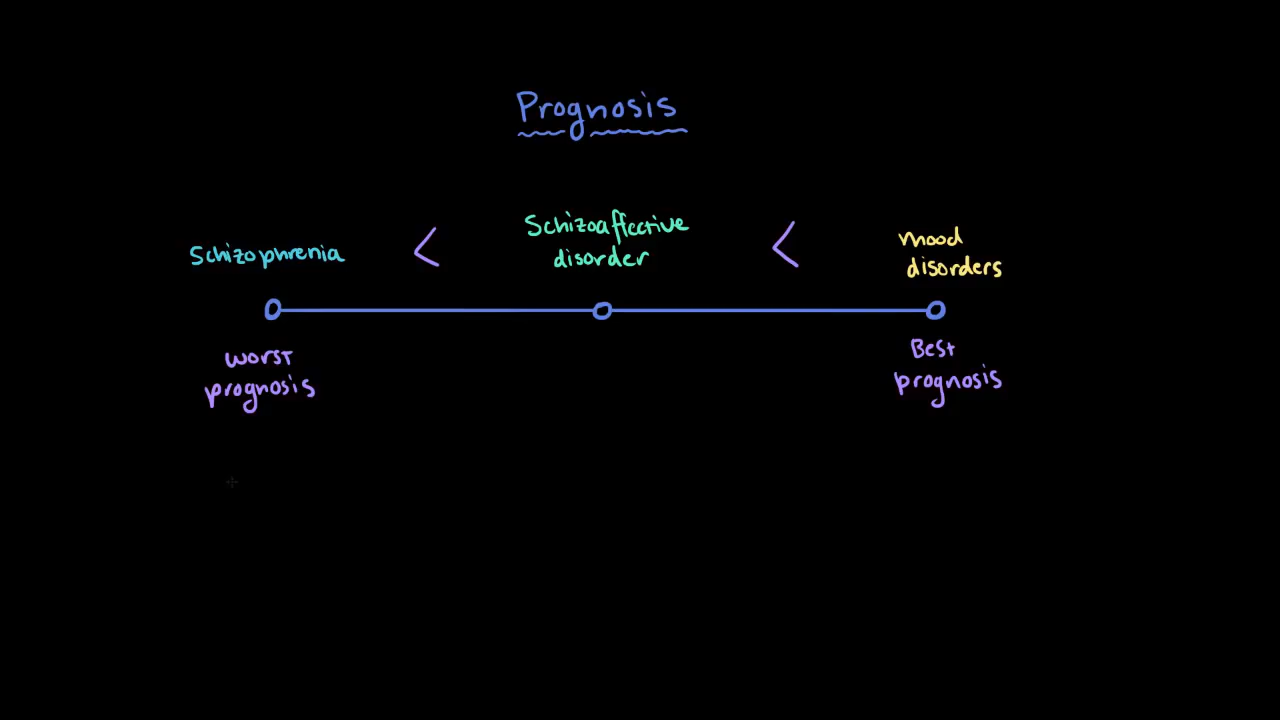 Prognosis
Schizophrenia < Schizoaffective disorder < mood disorders
worst prognosis
Best prognosis